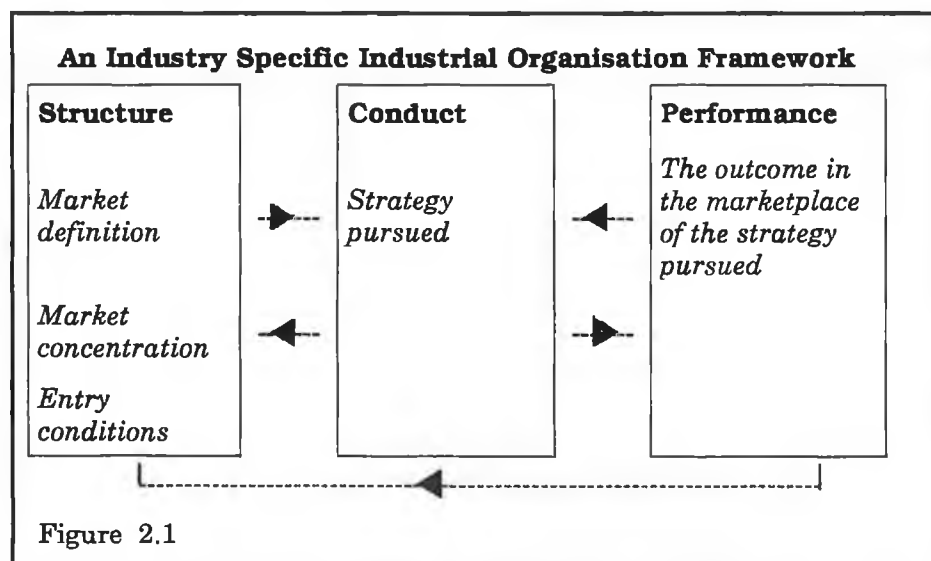 An Industry Specific Industrial Organisation Framework
Structure
Market
definition
Market
concentration
Entry
conditions
Conduct
Strategy
pursued
Performance
The outcome in
the marketplace
of the strategy
pursued
Figure 2.1